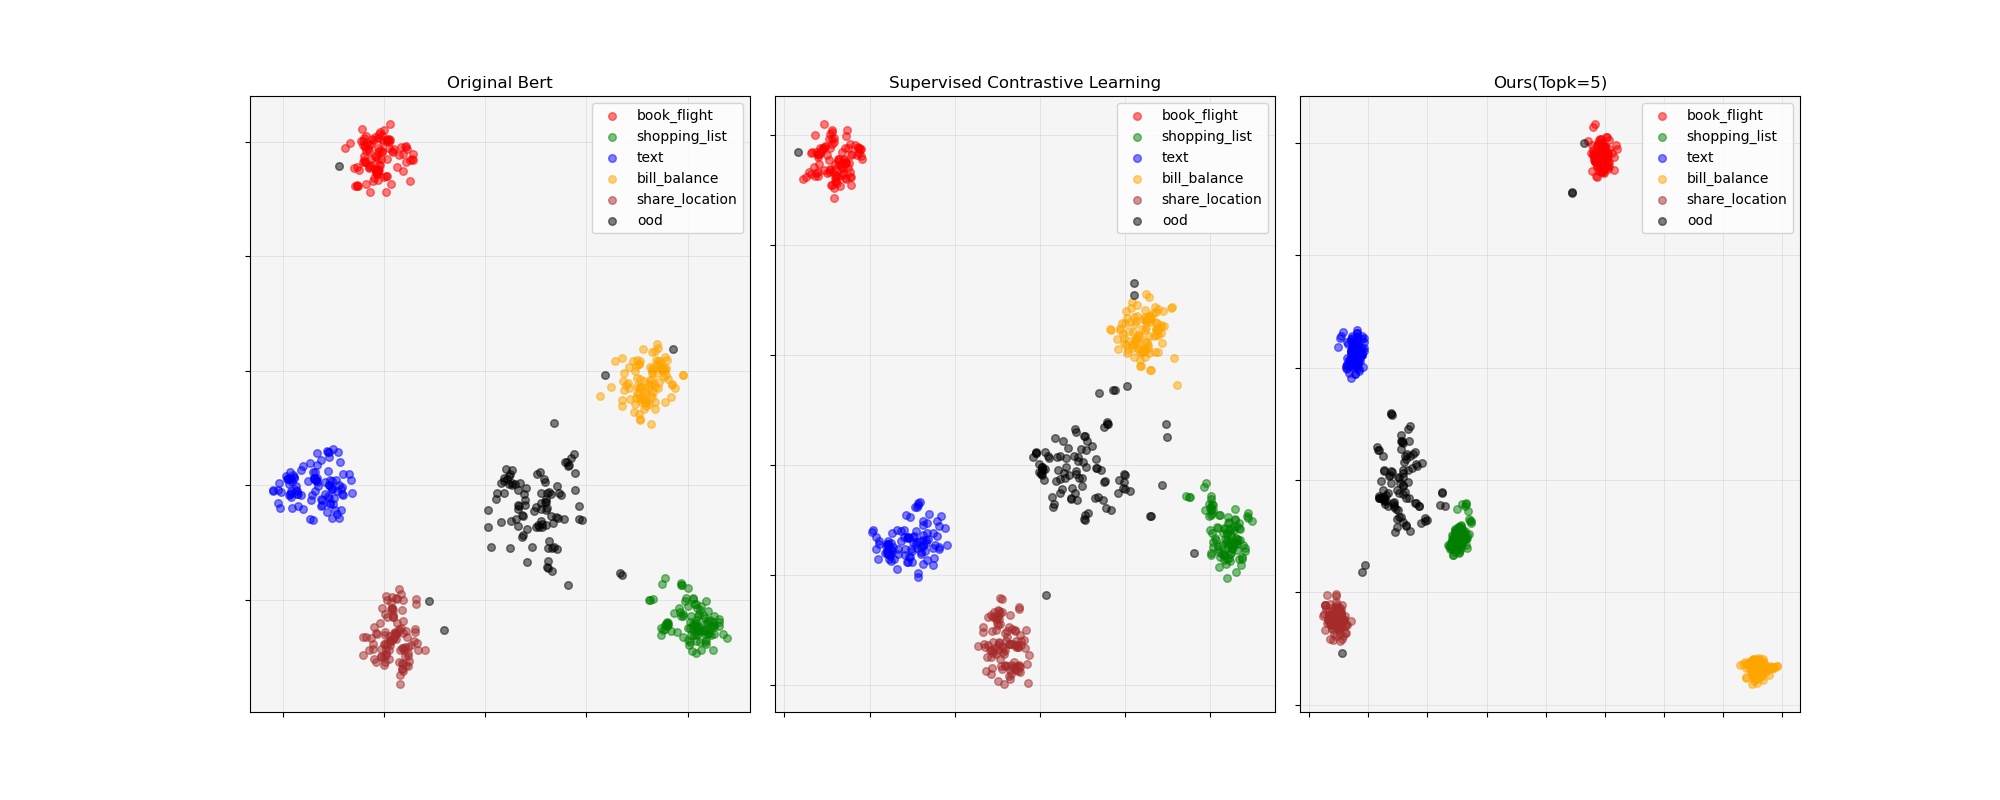 Original Bert
book_flight
shopping_list
text
bill_balance
share_location
ood
Supervised Contrastive Learning
book_flight
shopping_list
text
bill_balance
share_location
ood
Ours(Topk=5)
book_flight
shopping_list
text
bill_balance
share_location
ood